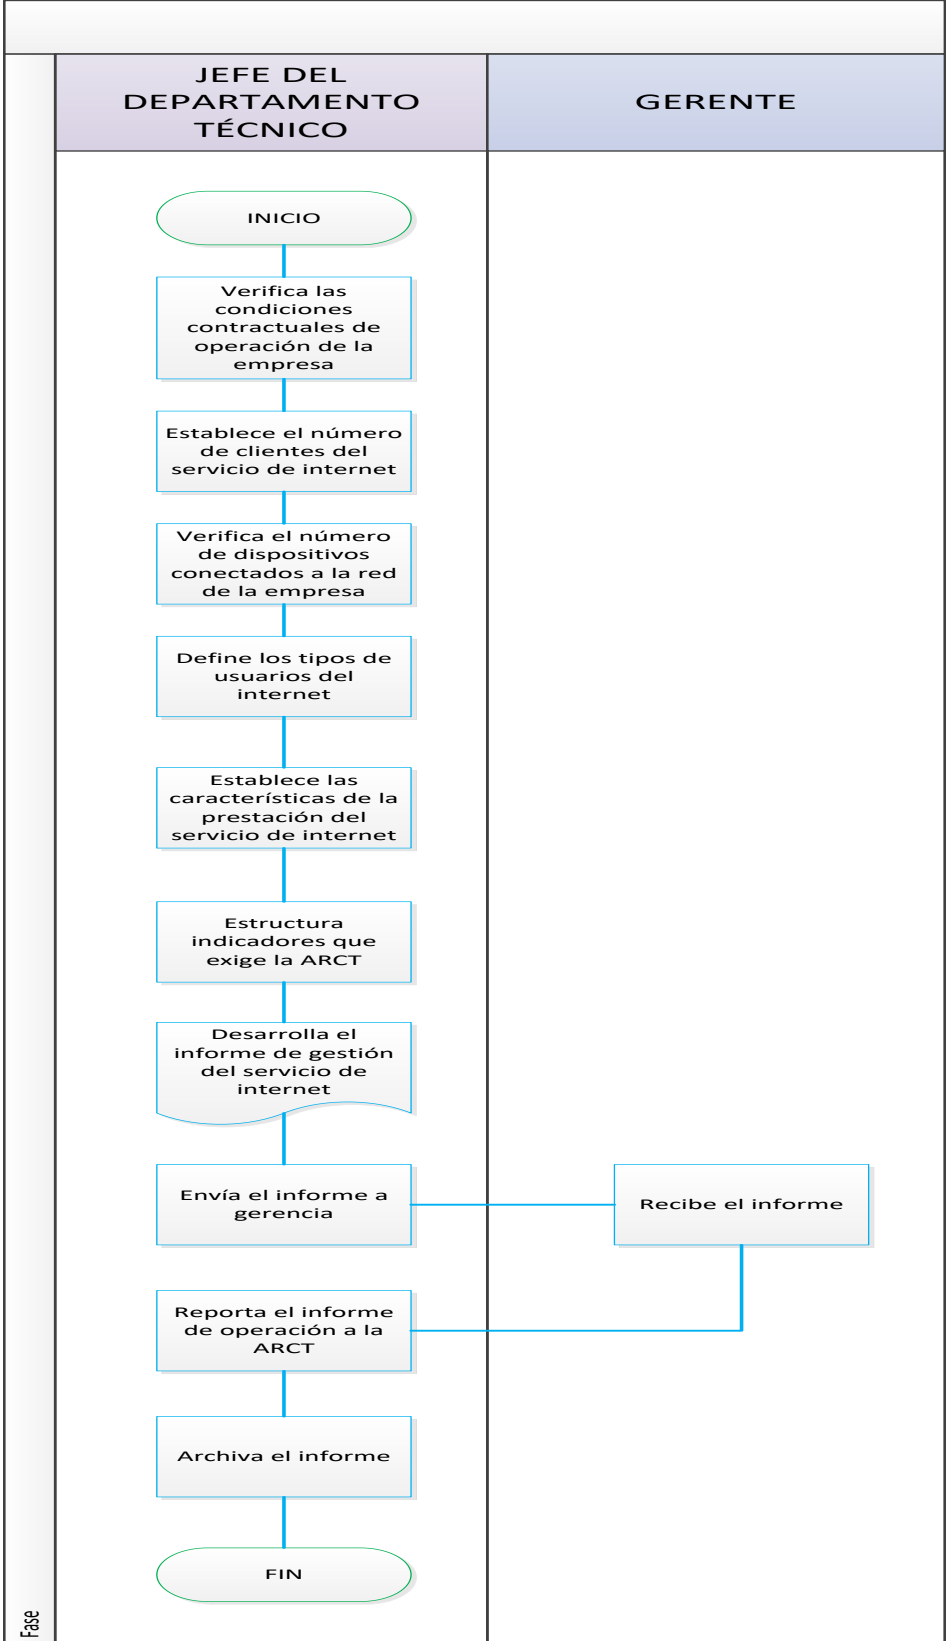 JEFE DEL
DEPARTAMENTO
TÉCNICO
GERENTE
INICIO
Verifica las
condiciones
contractuales de
operación de la
empresa
Establece el número
de clientes del
servicio de internet
Verifica el número
de dispositivos
conectados a la red
de la empresa
Define los tipos de
usuarios del
internet
Establece las
características de la
prestación del
servicio de internet
Estructura
indicadores que
exige la ARCT
Desarrolla el
informe de gestión
del servicio de
internet
Envía el informe a
gerencia
Recibe el informe
Reporta el informe
de operación a la
ARCT
Archiva el informe
FIN
Fase